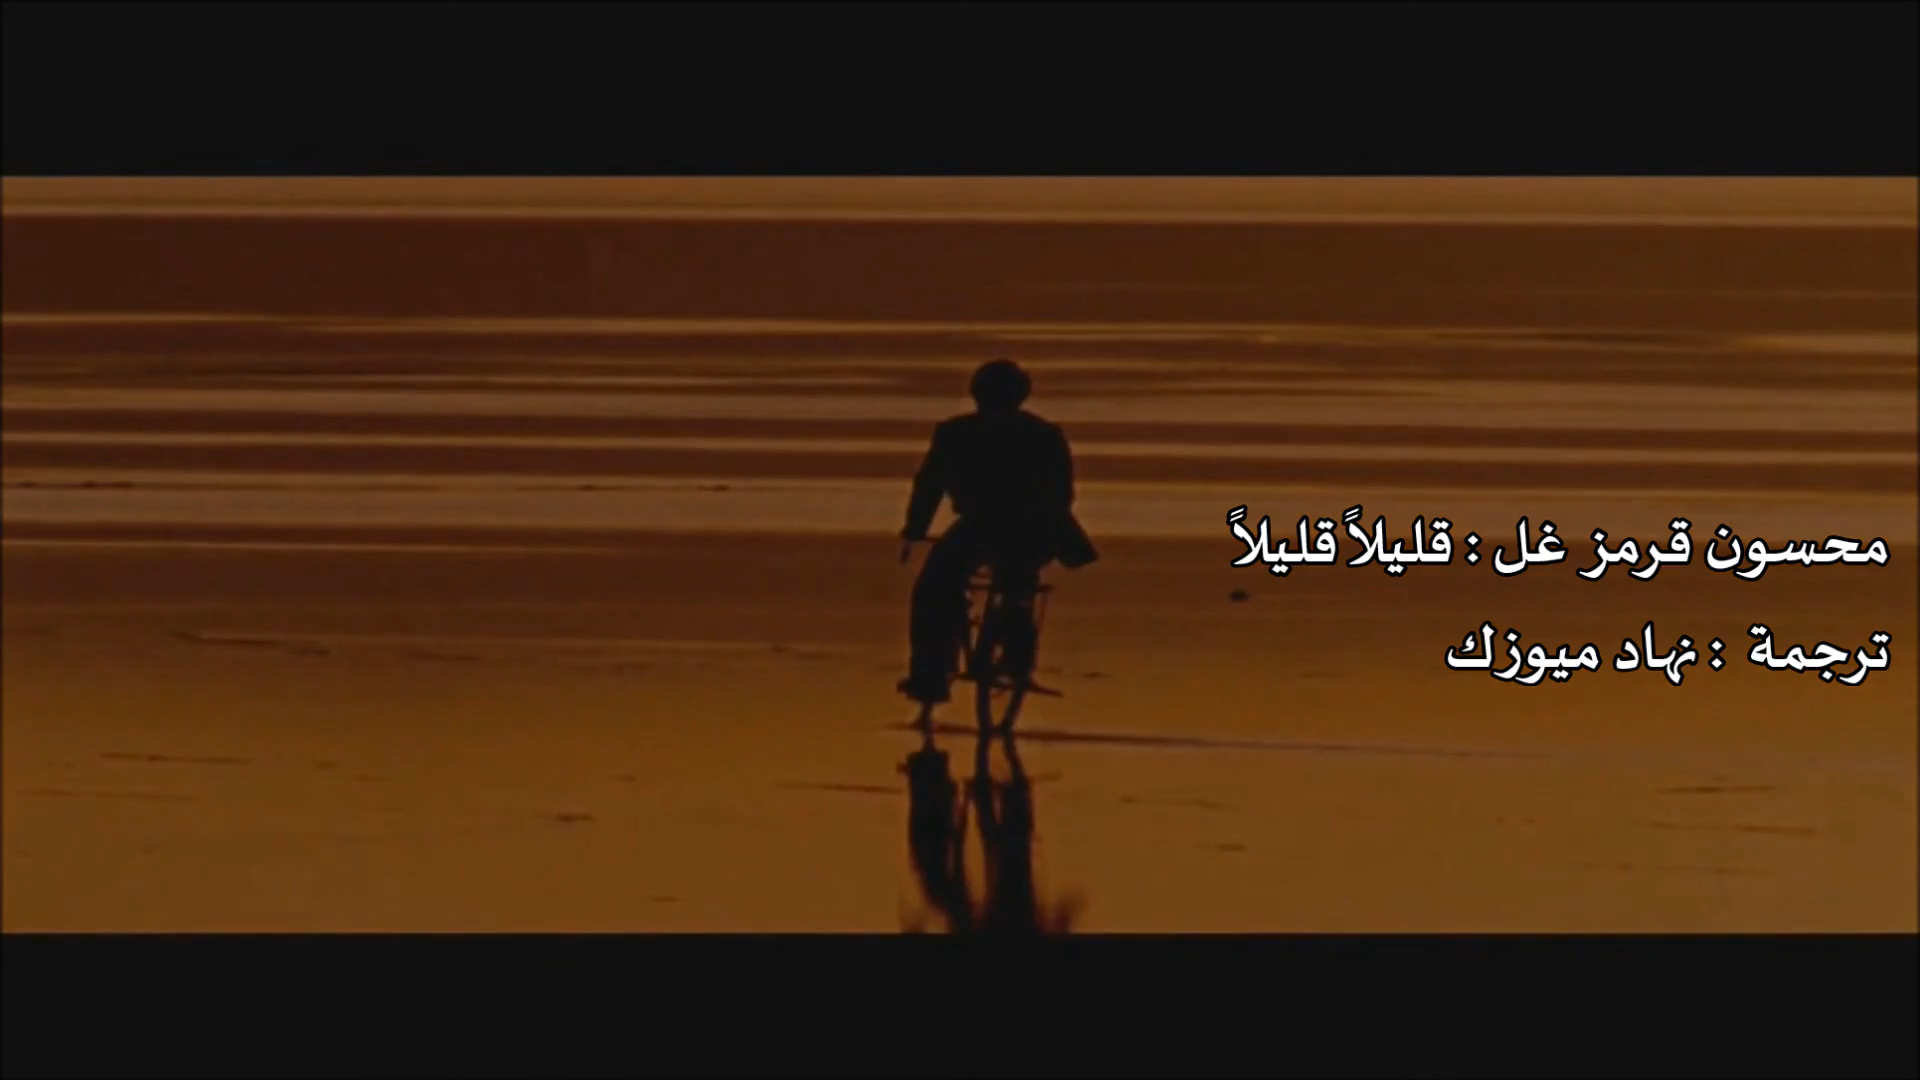 محسون قرمز غل : قليلاً قليلاً
ترجمة : نهاد ميوزك